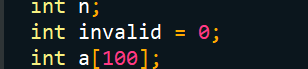 int n;
int invalid = 0;
int a[100];